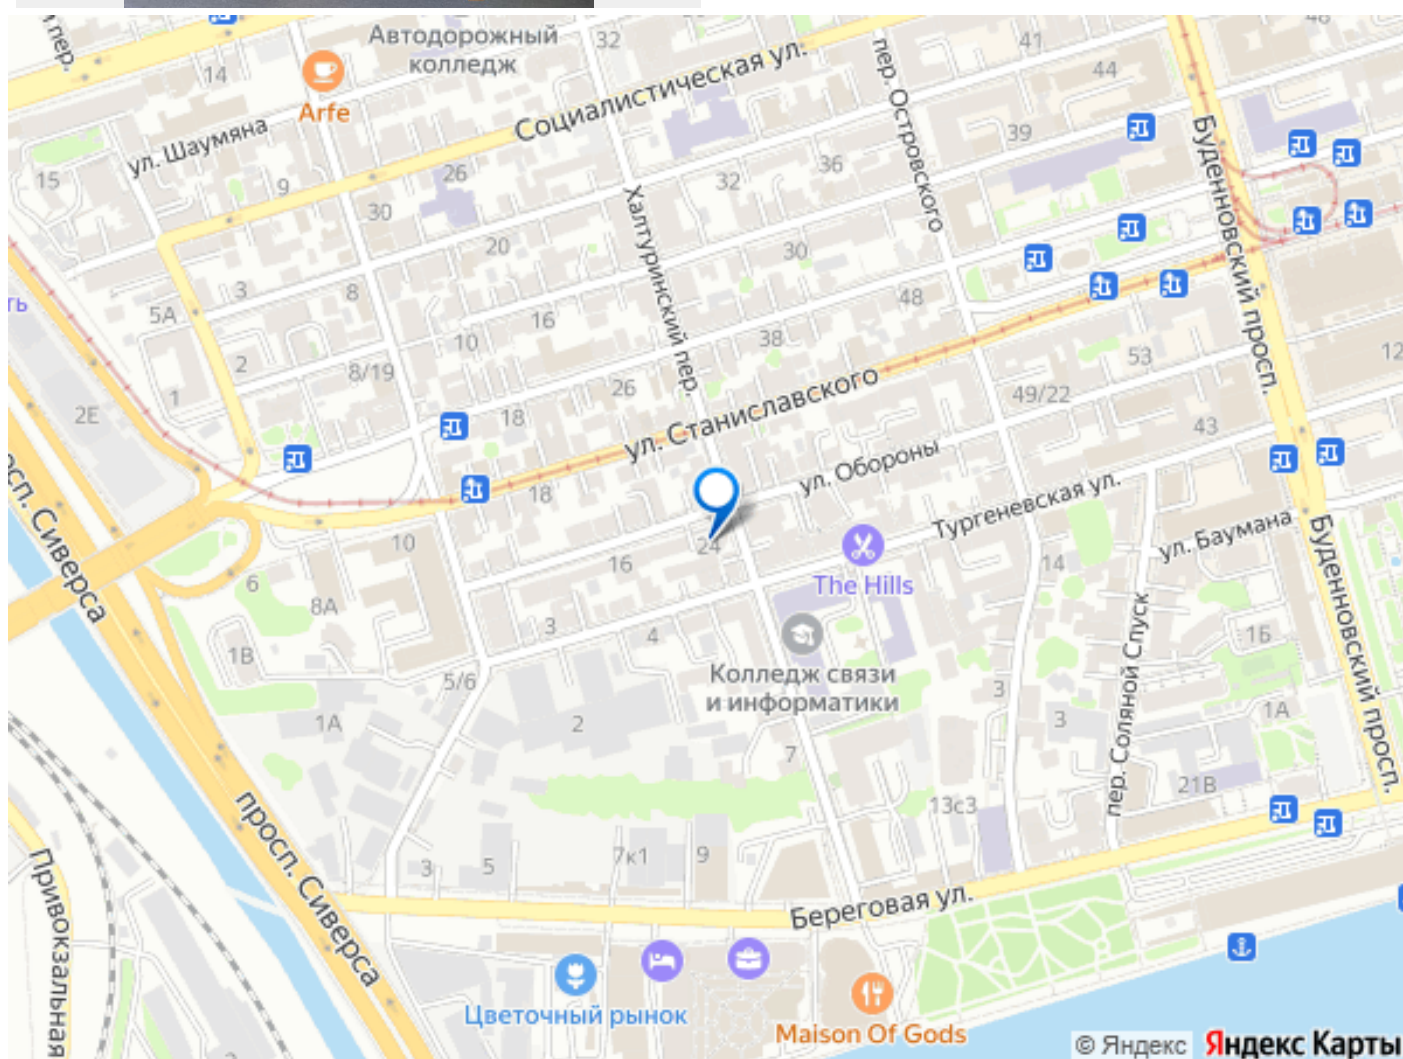 пер.
Автодорожный
колледж
32
41
40
44
14
Arfe
Социалистическая ул.
пер. Островского
ул. Шаумяна
39
15
9
26
32
36
30
Халтуринский пер.
Буденновский просп.
20
30
3
8
5А
16
48
10
38
2
8/19
53
12
2Е
1
26
49/22
18
ул. Станиславского
43
ул. Обороны
18
просп. Сиверса
Тургеневская ул.
10
24
16
ул. Баумана
6
14
The Hills
8А
3
4
1Б
1В
Колледж связи
и информатики
5/6
3
1А
2
3
1А
7
пер. Соляной Спуск
Буденновский просп.
21В
13с3
просп. Сиверса
7к1
9
3
5
Привокзальная
Береговая ул.
Цветочный рынок
Maison Of Gods
© Яндекс Яндекс Карты